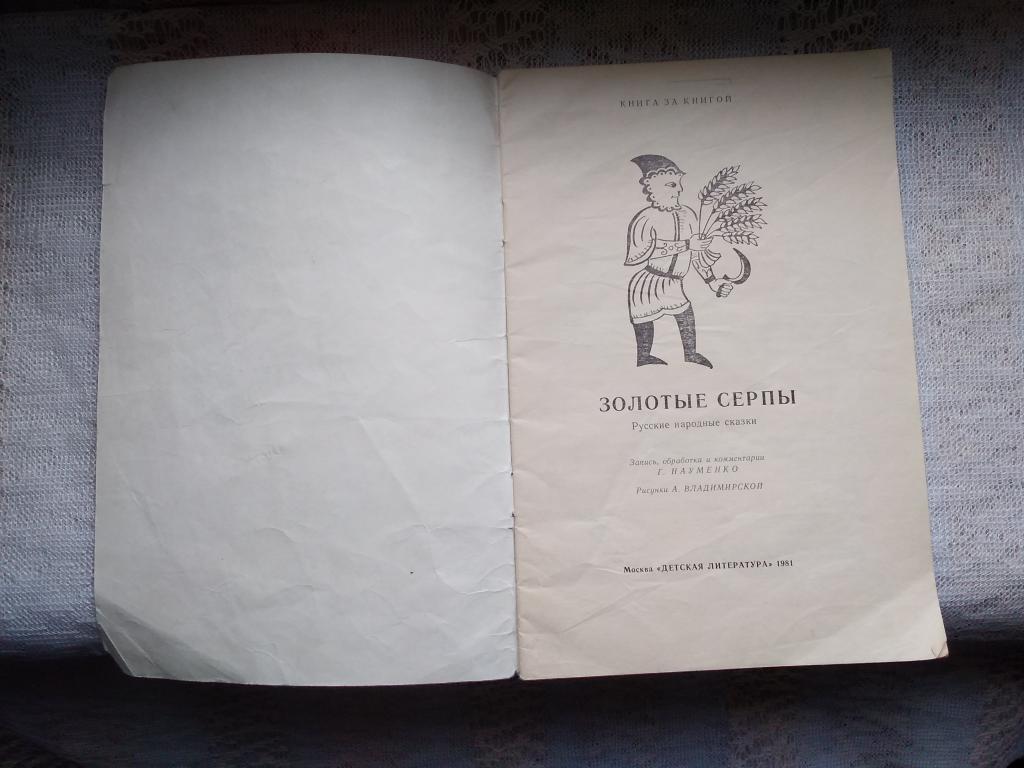 КНИГА ЗА КНИГОЙ
ЗОЛОТЫЕ СЕРПЫ
Русские народные сказки
Запись, обработка и комментарии
Г. НАУМЕНКО
Рисунки А. ВЛАДИМИРСКОЙ
Москва «ДЕТСКАЯ ЛИТЕРАТУРА» 1981